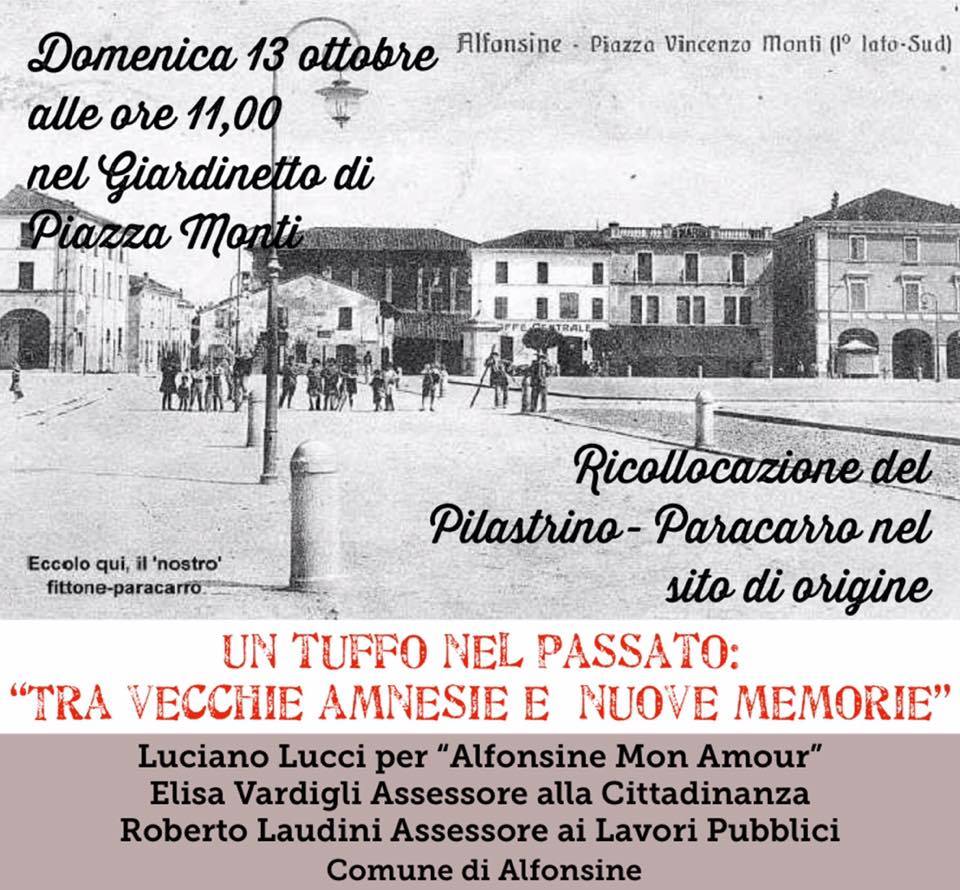 Domenica 13 ottobre
alle ore 11,00
nel Giardinetto di
Piazza Monti
Alfonsine - Piazza Vincenzo Monti (1º lato-Sud)
CAFFÈ CENTRALE
Ricollocazione del
Pilastrino - Paracarro nel
sito di origine
Eccolo qui, il 'nostro'
fittone-paracarro
UN TUFFO NEL PASSATO:
“TRA VECCHIE AMNESIE E NUOVE MEMORIE”
Luciano Lucci per “Alfonsine Mon Amour”
Elisa Vardigli Assessore alla Cittadinanza
Roberto Laudini Assessore ai Lavori Pubblici
Comune di Alfonsine